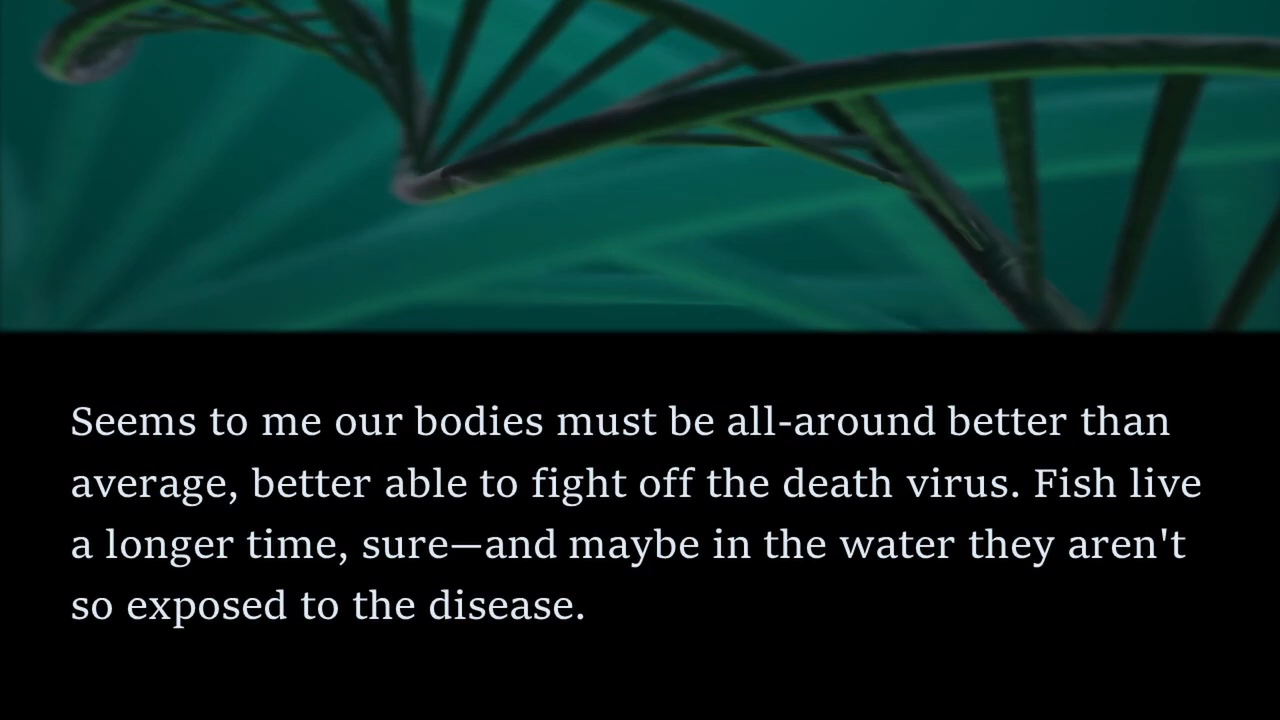 Seems to me our bodies must be all-around better than
average, better able to fight off the death virus. Fish live
a longer time, sure—and maybe in the water they aren't
so exposed to the disease.